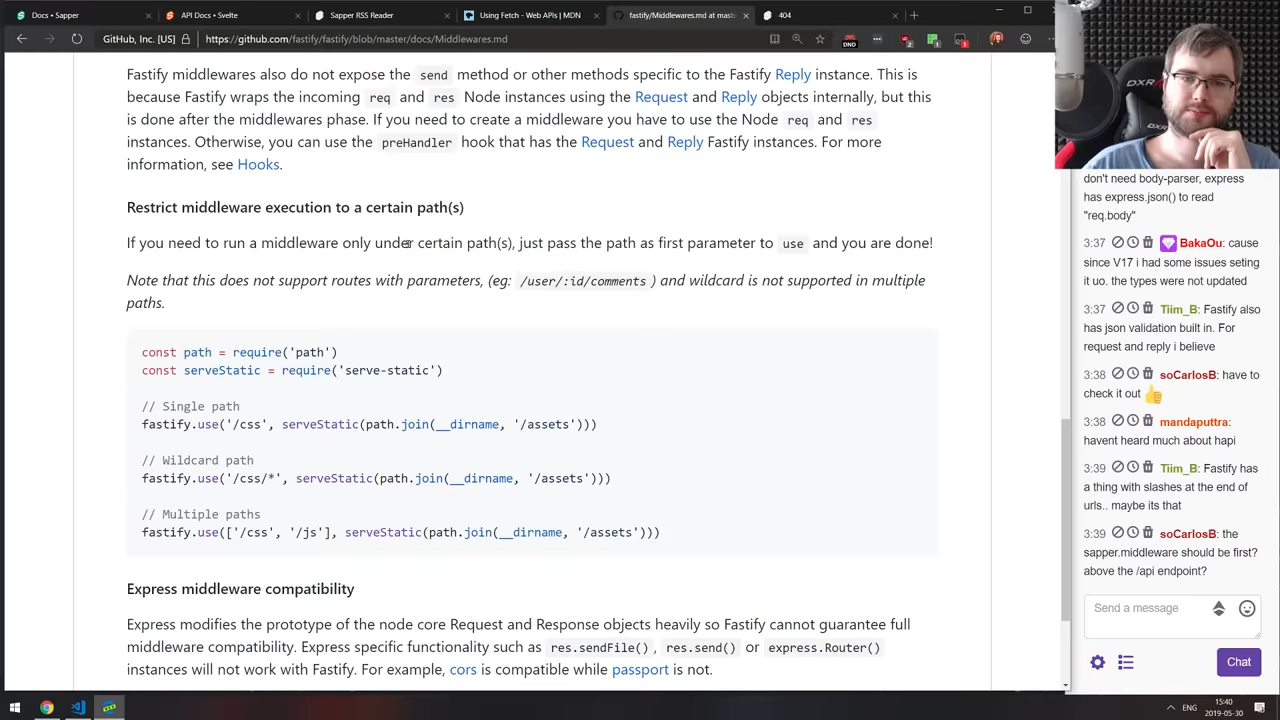 Docs • Sapper
API Docs • Svelte
Sapper RSS Reader
Using Fetch - Web APIs | MDN
fastify/Middlewares.md at maste
404
GitHub, Inc. [US]
https://github.com/fastify/fastify/blob/master/docs/Middlewares.md
DND
Fastify middlewares also do not expose the send method or other methods specific to the Fastify Reply instance. This is
because Fastify wraps the incoming req and res Node instances using the Request and Reply objects internally, but this
is done after the middlewares phase. If you need to create a middleware you have to use the Node req and res
instances. Otherwise, you can use the preHandler hook that has the Request and Reply Fastify instances. For more
information, see Hooks.
Restrict middleware execution to a certain path(s)
If you need to run a middleware only under certain path(s), just pass the path as first parameter to use and you are done!
Note that this does not support routes with parameters, (eg: /user/:id/comments ) and wildcard is not supported in multiple
paths.
const path = require('path')
const serveStatic = require('serve-static')
// Single path
fastify.use('/css', serveStatic(path.join(__dirname, '/assets')))
// Wildcard path
fastify.use('/css/*', serveStatic(path.join(__dirname, '/assets')))
// Multiple paths
fastify.use(['/css', '/js'], serveStatic(path.join(__dirname, '/assets')))
Express middleware compatibility
Express modifies the prototype of the node core Request and Response objects heavily so Fastify cannot guarantee full
middleware compatibility. Express specific functionality such as res.sendFile() , res.send() or express.Router()
instances will not work with Fastify. For example, cors is compatible while passport is not.
DXR
don't need body-parser, express
has express.json() to read
"req.body"
3:37 BakaOu: cause
since V17 i had some issues seting
it uo. the types were not updated
3:37 Tiim_B: Fastify also
has json validation built in. For
request and reply i believe
3:38 soCarlosB: have to
check it out
3:38 mandaputtra:
havent heard much about hapi
3:39 Tiim_B: Fastify has
a thing with slashes at the end of
urls.. maybe its that
3:39 soCarlosB: the
sapper.middleware should be first?
above the /api endpoint?
Send a message
Chat
ENG
15:40
2019-05-30